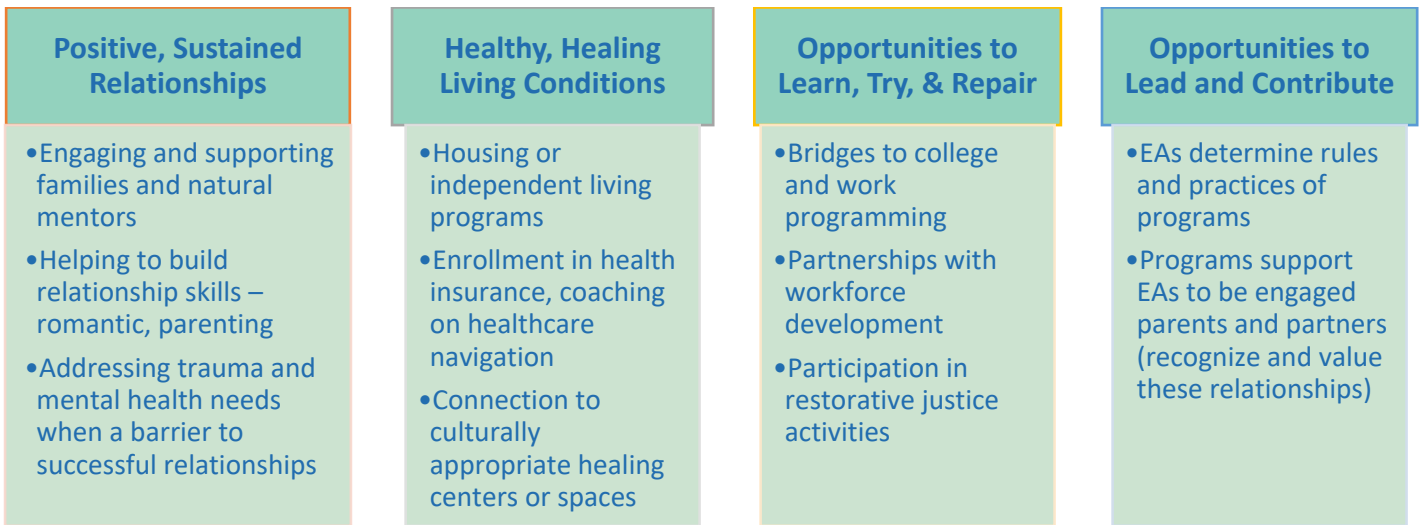 Positive, Sustained
Relationships
•Engaging and supporting
families and natural
mentors
•Helping to build
relationship skills –
romantic, parenting
•Addressing trauma and
mental health needs
when a barrier to
successful relationships
Healthy, Healing
Living Conditions
•Housing or
independent living
programs
•Enrollment in health
insurance, coaching
on healthcare
navigation
•Connection to
culturally
appropriate healing
centers or spaces
Opportunities to
Learn, Try, & Repair
•Bridges to college
and work
programming
•Partnerships with
workforce
development
•Participation in
restorative justice
activities
Opportunities to
Lead and Contribute
•EAs determine rules
and practices of
programs
•Programs support
EAs to be engaged
parents and partners
(recognize and value
these relationships)